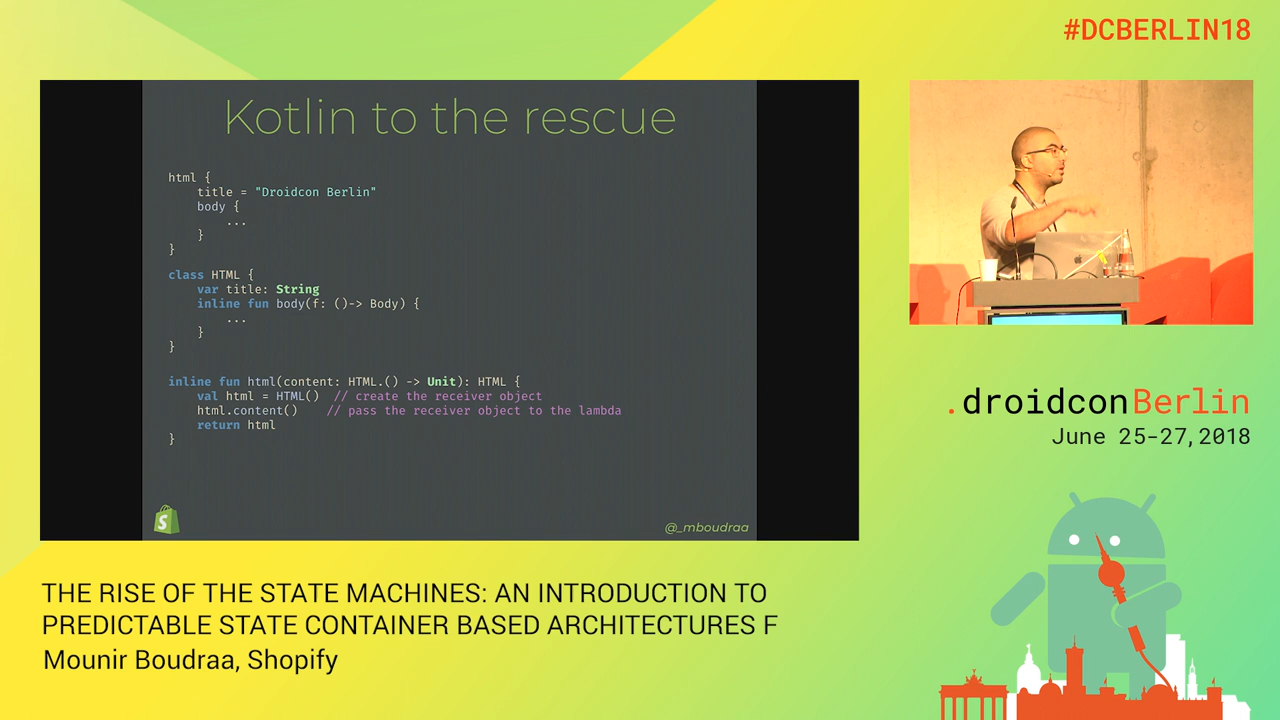 #DCBERLIN18
Kotlin to the rescue
html {
    title = "Droidcon Berlin"
    body {
        ...
    }
}
class HTML {
    var title: String
    inline fun body(f: ()-> Body) {
        ...
    }
}
inline fun html(content: HTML.() -> Unit): HTML {
    val html = HTML()  // create the receiver object
    html.content()    // pass the receiver object to the lambda
    return html
}
S
@_mboudraa
.droidconBerlin
June 25-27, 2018
THE RISE OF THE STATE MACHINES: AN INTRODUCTION TO
PREDICTABLE STATE CONTAINER BASED ARCHITECTURES F
Mounir Boudraa, Shopify